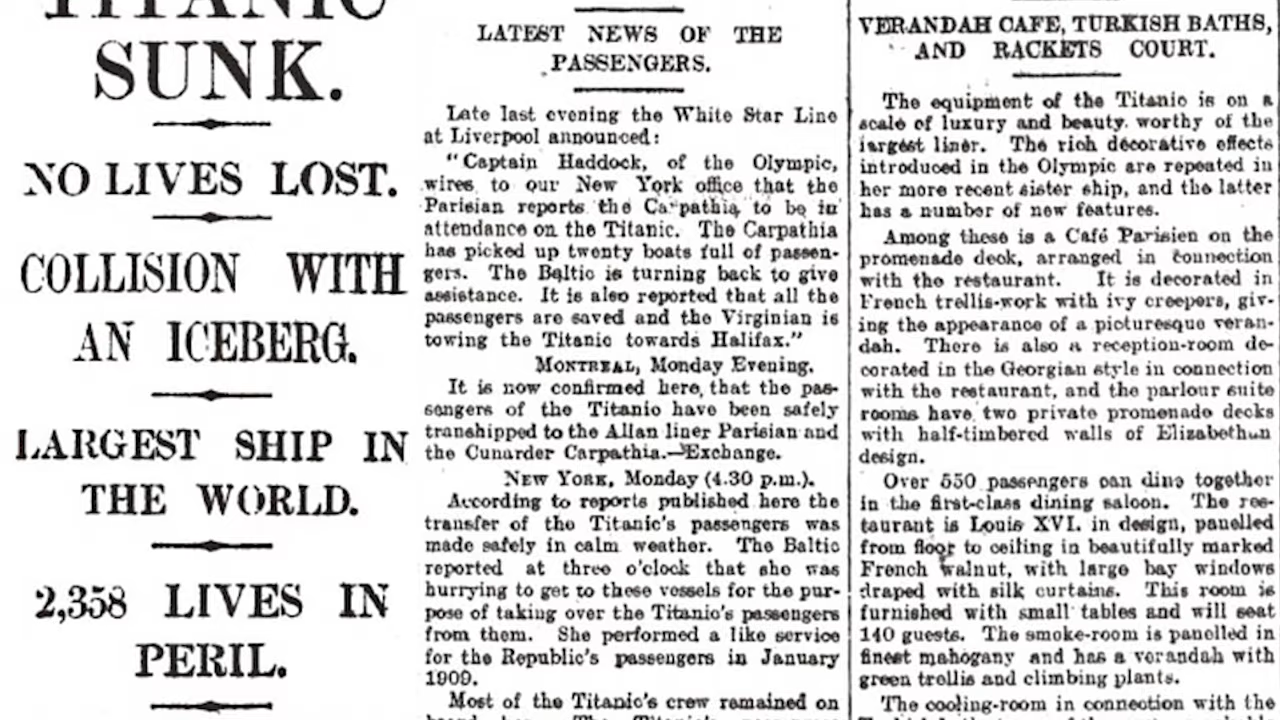 TITANIC
SUNK.
NO LIVES LOST.
COLLISION WITH
AN ICEBERG.
LARGEST SHIP IN
THE WORLD.
2,358 LIVES IN
PERIL.
LATEST NEWS OF THE
PASSENGERS.
Late last evening the White Star Line
at Liverpool announced:
"Captain Haddock, of the Olympic,
wires to our New York office that the
Parisian reports the Carpathia to be in
attendance on the Titanic. The Carpathia
has picked up twenty boats full of passen-
gers. The Baltic is turning back to give
assistance. It is also reported that all the
passengers are saved and the Virginian is
towing the Titanic towards Halifax."
MONTREAL, Monday Evening.
It is now confirmed here, that the pas-
sengers of the Titanic have been safely
transhipped to the Allan liner Parisian and
the Cunarder Carpathia.—Exchange.
NEW YORK, Monday (4.30 p.m.).
According to reports published here the
transfer of the Titanic's passengers was
made safely in calm weather. The Baltic
reported at three o'clock that she was
hurrying to get to these vessels for the pur-
pose of taking over the Titanic's passengers
from them. She performed a like service
for the Republic's passengers in January
1909.
Most of the Titanic's crew remained on
VERANDAH CAFE, TURKISH BATHS,
AND RACKETS COURT.
The equipment of the Titanic is on a
scale of luxury and beauty. worthy of the
largest liner. The rich decorative effects
introduced in the Olympic are repeated in
her more recent sister ship, and the latter
has a number of new features.
Among these is a Café Parisien on the
promenade deck, arranged in connection
with the restaurant. It is decorated in
French trellis-work with ivy creepers, giv-
ing the appearance of a picturesque veran-
dah. There is also a reception-room de-
corated in the Georgian style in connection
with the restaurant, and the parlour suite
rooms have two private promenade decks
with half-timbered walls of Elizabethan
design.
Over 550 passengers can dine together
in the first-class dining saloon. The res-
taurant is Louis XVI. in design, panelled
from floor to ceiling in beautifully marked
French walnut, with large bay windows
draped with silk curtains. This room is
furnished with small tables and will seat
140 guests. The smoke-room is panelled in
finest mahogany and has a verandah with
green trellis and climbing plants.
The cooling-room in connection with the